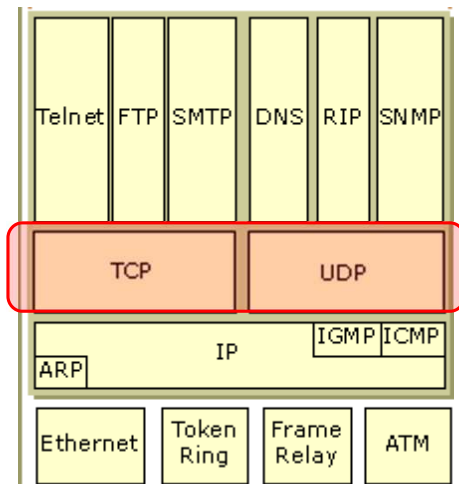 Telnet FTP SMTP DNS RIP SNMP
TCP UDP
IP IGMP ICMP
ARP
Ethernet Token Ring Frame Relay ATM